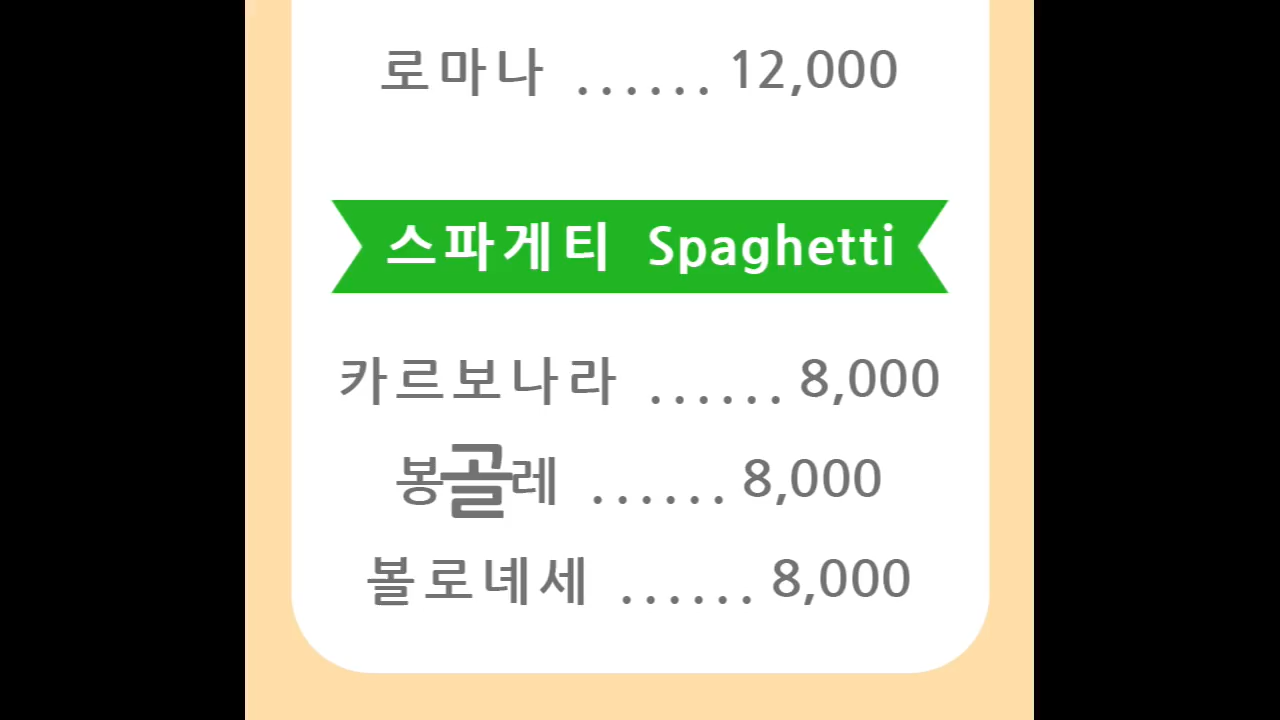 로마나 ...... 12,000
스파게티 Spaghetti
카르보나라 ...... 8,000
봉골레 ...... 8,000
볼로녜세 ...... 8,000